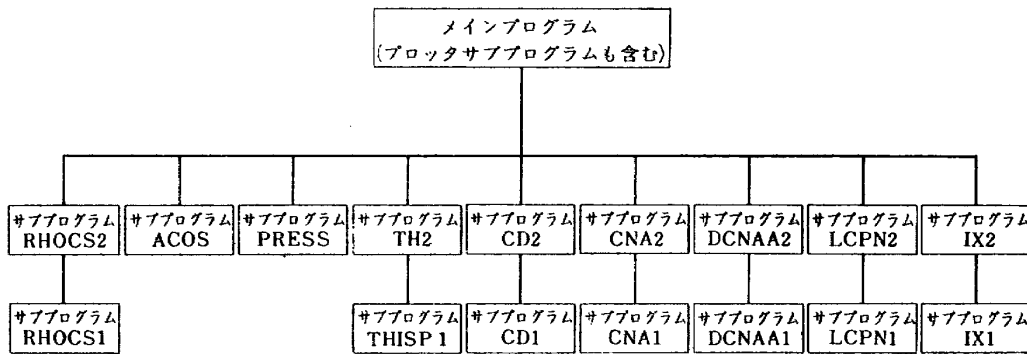 メインプログラム
(プロッタサブプログラムも含む)
サブプログラム
RHOCS2
サブプログラム
ACOS
サブプログラム
PRESS
サブプログラム
TH2
サブプログラム
CD2
サブプログラム
CNA2
サブプログラム
DCNAA2
サブプログラム
LCPN2
サブプログラム
IX2
サブプログラム
RHOCS1
サブプログラム
THISP1
サブプログラム
CD1
サブプログラム
CNA1
サブプログラム
DCNAA1
サブプログラム
LCPN1
サブプログラム
IX1